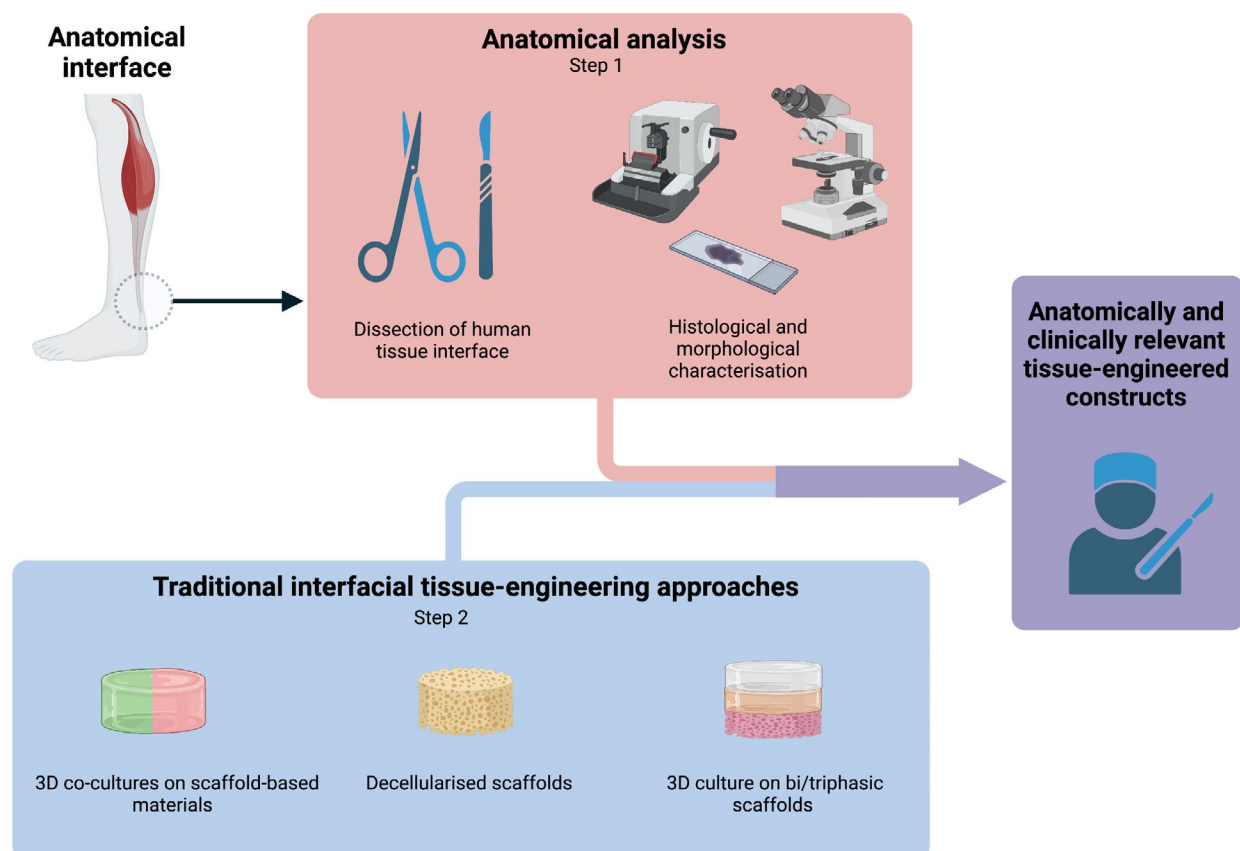 Anatomical
interface
Anatomical analysis
Step 1
Dissection of human
tissue interface
Histological and
morphological
characterisation
Anatomically and
clinically relevant
tissue-engineered
constructs
Traditional interfacial tissue-engineering approaches
Step 2
3D co-cultures on scaffold-based
materials
Decellularised scaffolds
3D culture on bi/triphasic
scaffolds